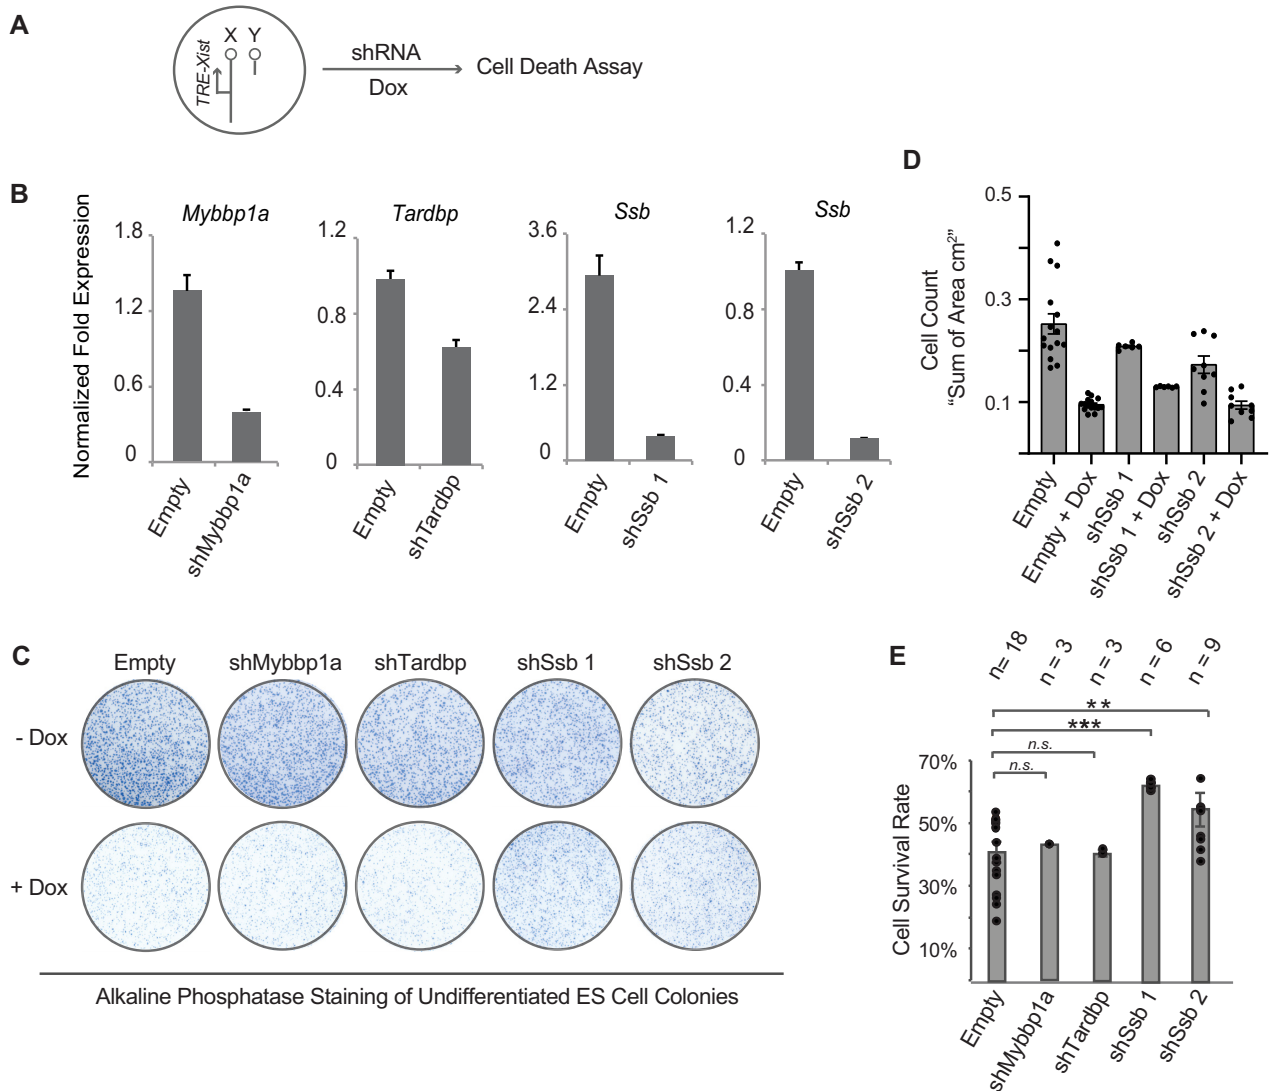 A
X Y
TRE-Xist
shRNA
Dox
Cell Death Assay
B
Normalized Fold Expression
Mybbp1a
1.8
1.2
0.6
0
Empty
shMybbp1a
Tardbp
1.2
0.8
0.4
0
Empty
shTardbp
Ssb
3.6
2.4
1.2
0
Empty
shSsb 1
Ssb
1.2
0.8
0.4
0
Empty
shSsb 2
D
Cell Count
“Sum of Area cm²”
0.5
0.3
0.1
Empty
Empty + Dox
shSsb 1
shSsb 1 + Dox
shSsb 2
shSsb 2 + Dox
C
Empty
shMybbp1a
shTardbp
shSsb 1
shSsb 2
- Dox
+ Dox
Alkaline Phosphatase Staining of Undifferentiated ES Cell Colonies
E
n= 18
n = 3
n = 3
n = 6
n = 9
**
***
n.s.
n.s.
Cell Survival Rate
70%
50%
30%
10%
Empty
shMybbp1a
shTardbp
shSsb 1
shSsb 2